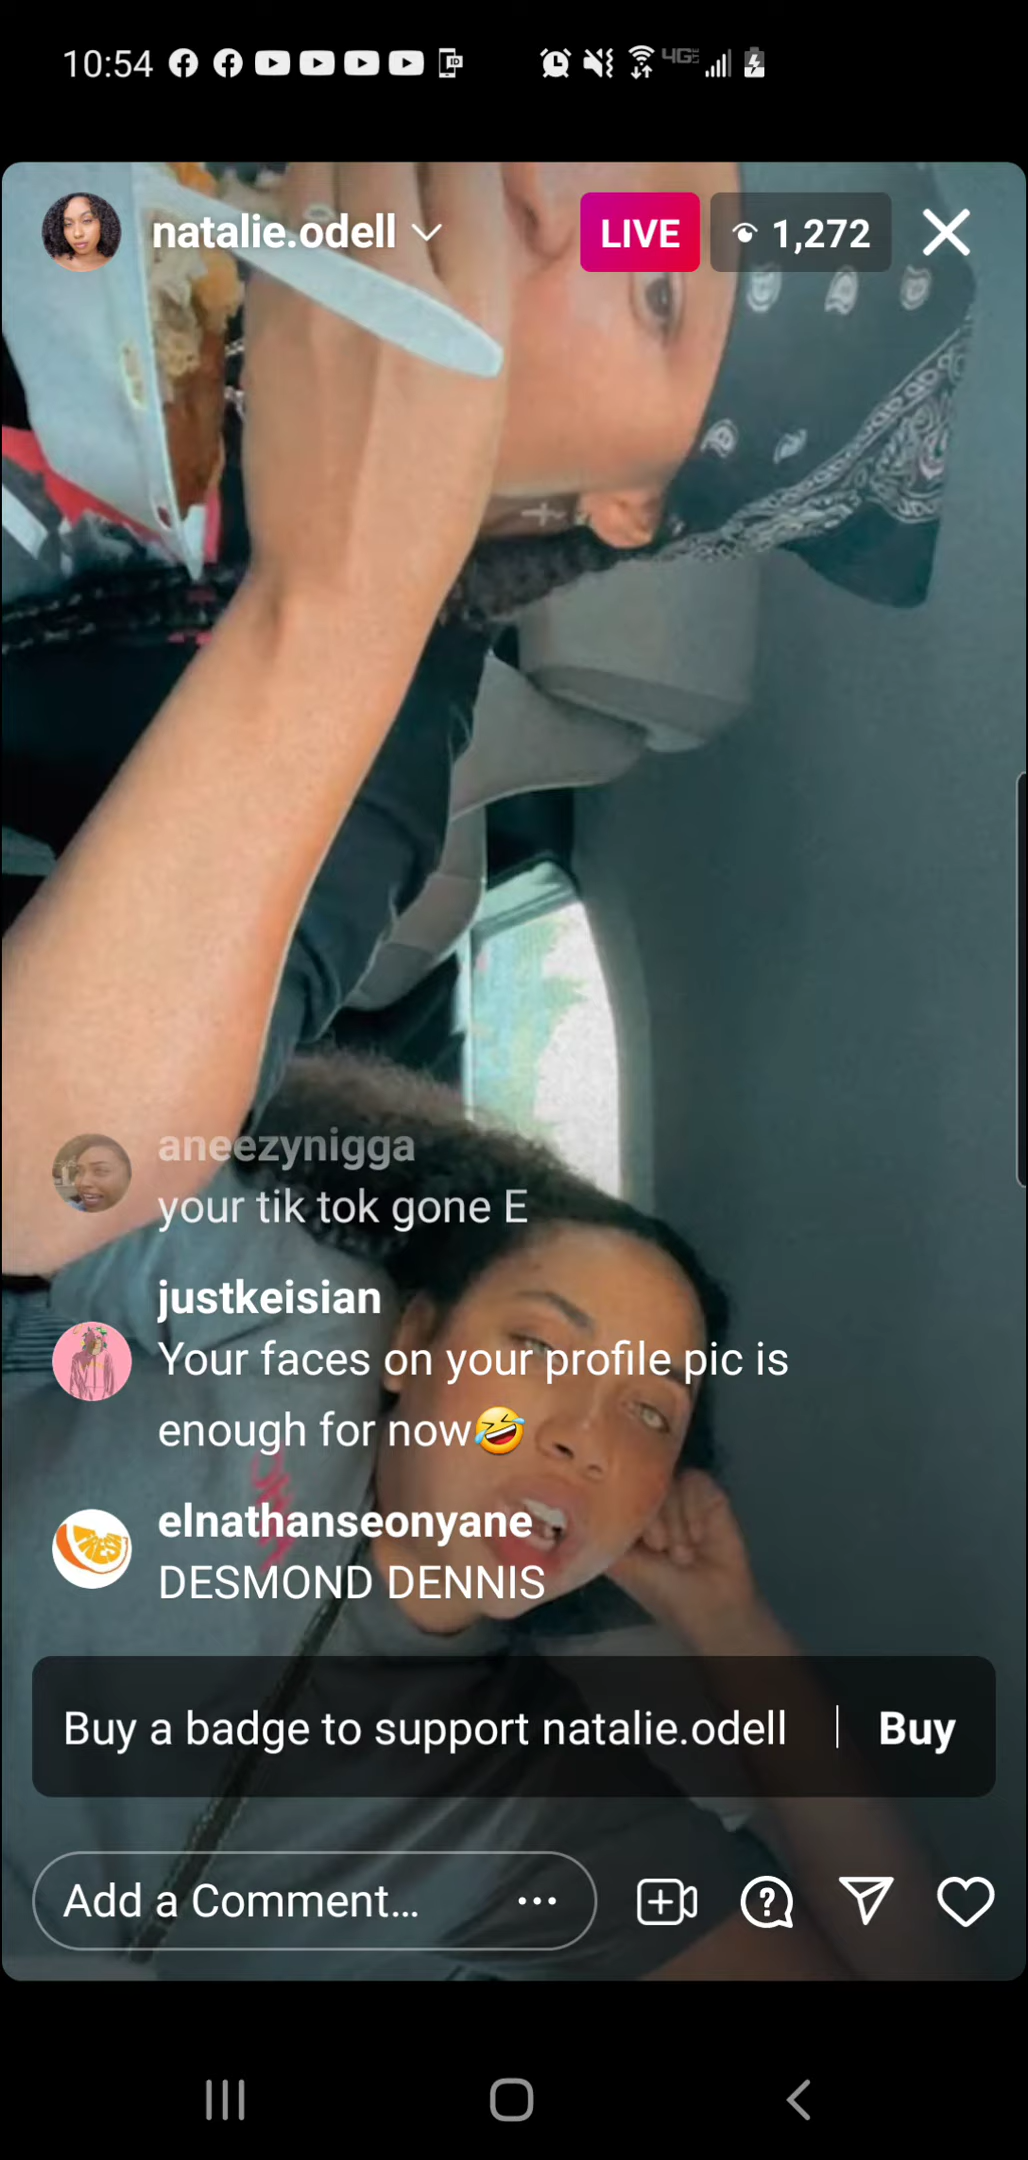 10:54
4GE
natalie.odell
LIVE
1,272
aneezynigga
your tik tok gone E
justkeisian
Your faces on your profile pic is
enough for now🤣
elnathanseonyane
DESMOND DENNIS
Buy a badge to support natalie.odell | Buy
Add a Comment...